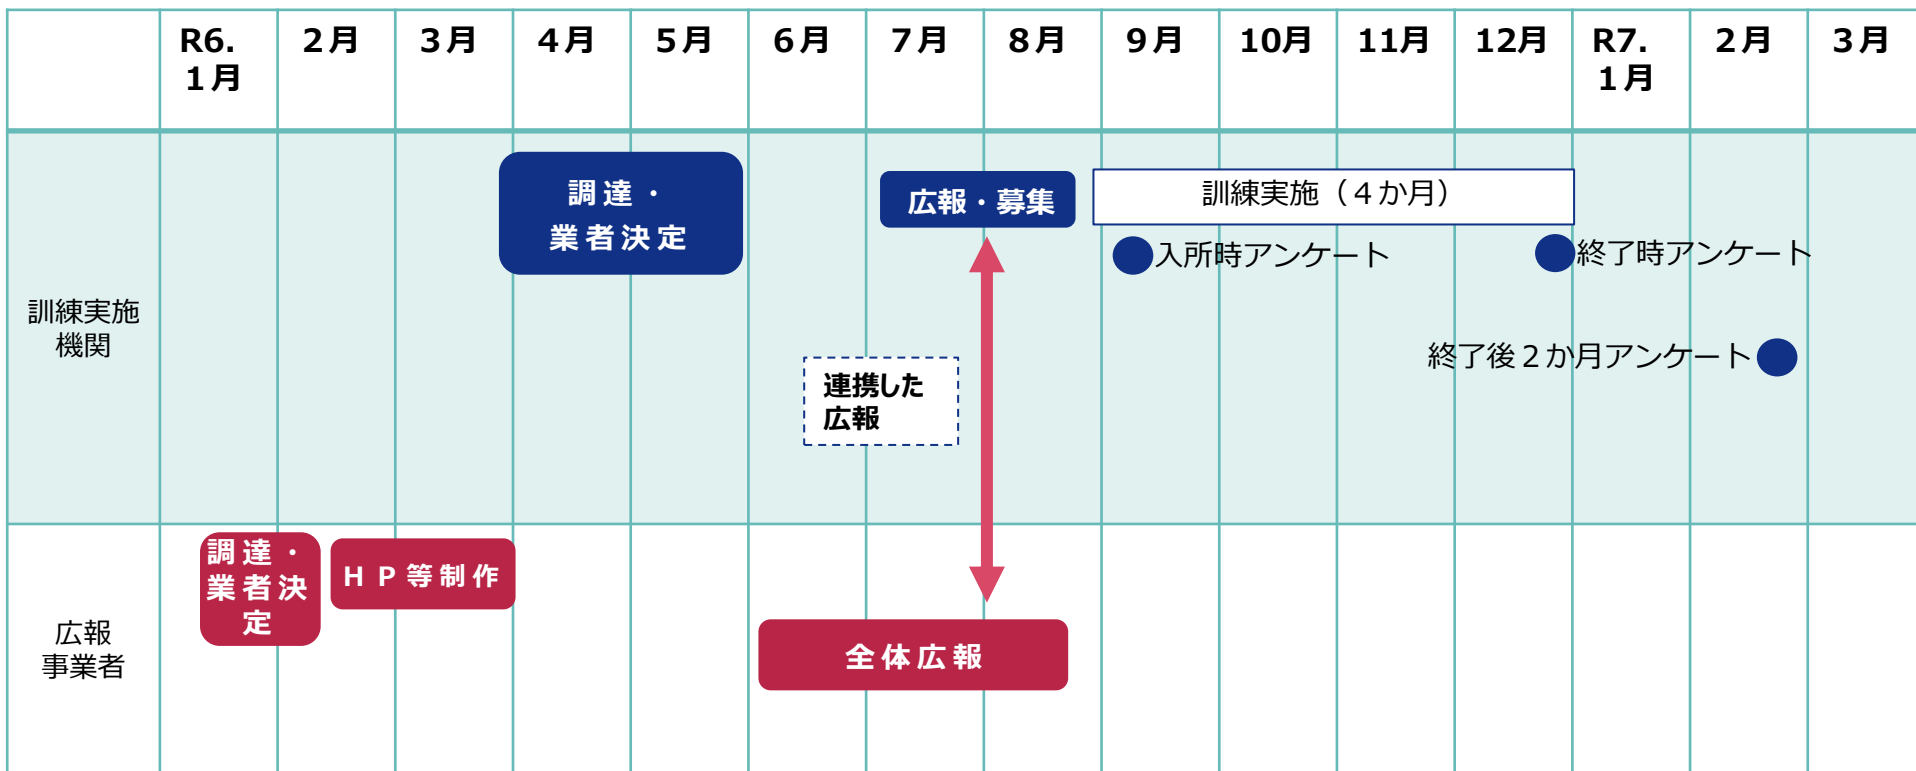 R6.
１月
２月
３月
４月
５月
６月
７月
８月
９月
10月
11月
12月
R7.
１月
２月
３月
訓練実施
機関
調達・
業者決定
広報・募集
訓練実施（４か月）
入所時アンケート
終了時アンケート
終了後２か月アンケート
連携した
広報
広報
事業者
調達・
業者決
定
ＨＰ等制作
全体広報